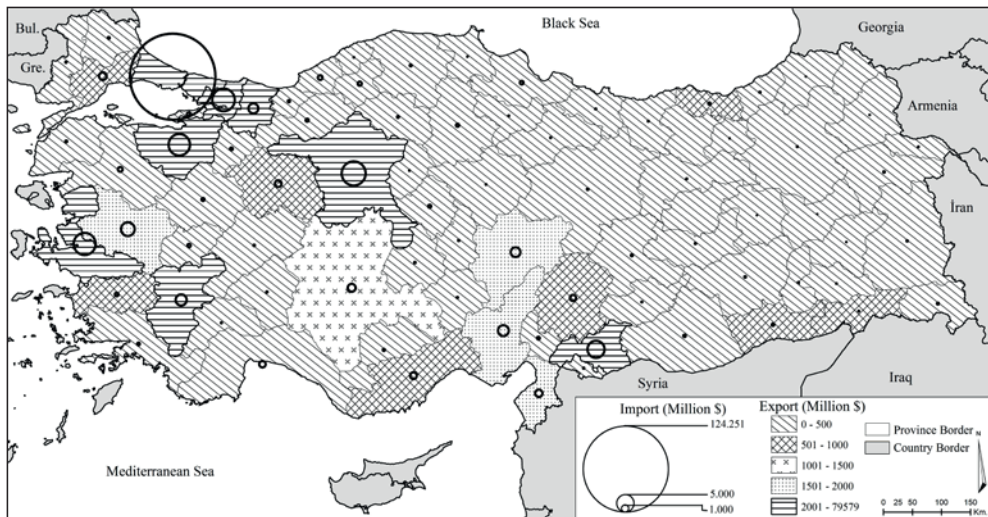 Bul.
Gre.
Black Sea
Georgia
Armenia
İran
Iraq
Syria
Mediterranean Sea
Import (Million $)
124.251
5.000
1.000
Export (Million $)
0 - 500
501 - 1000
1001 - 1500
1501 - 2000
2001 - 79579
Province Border
Country Border
N
0 25 50 100 150
Km.